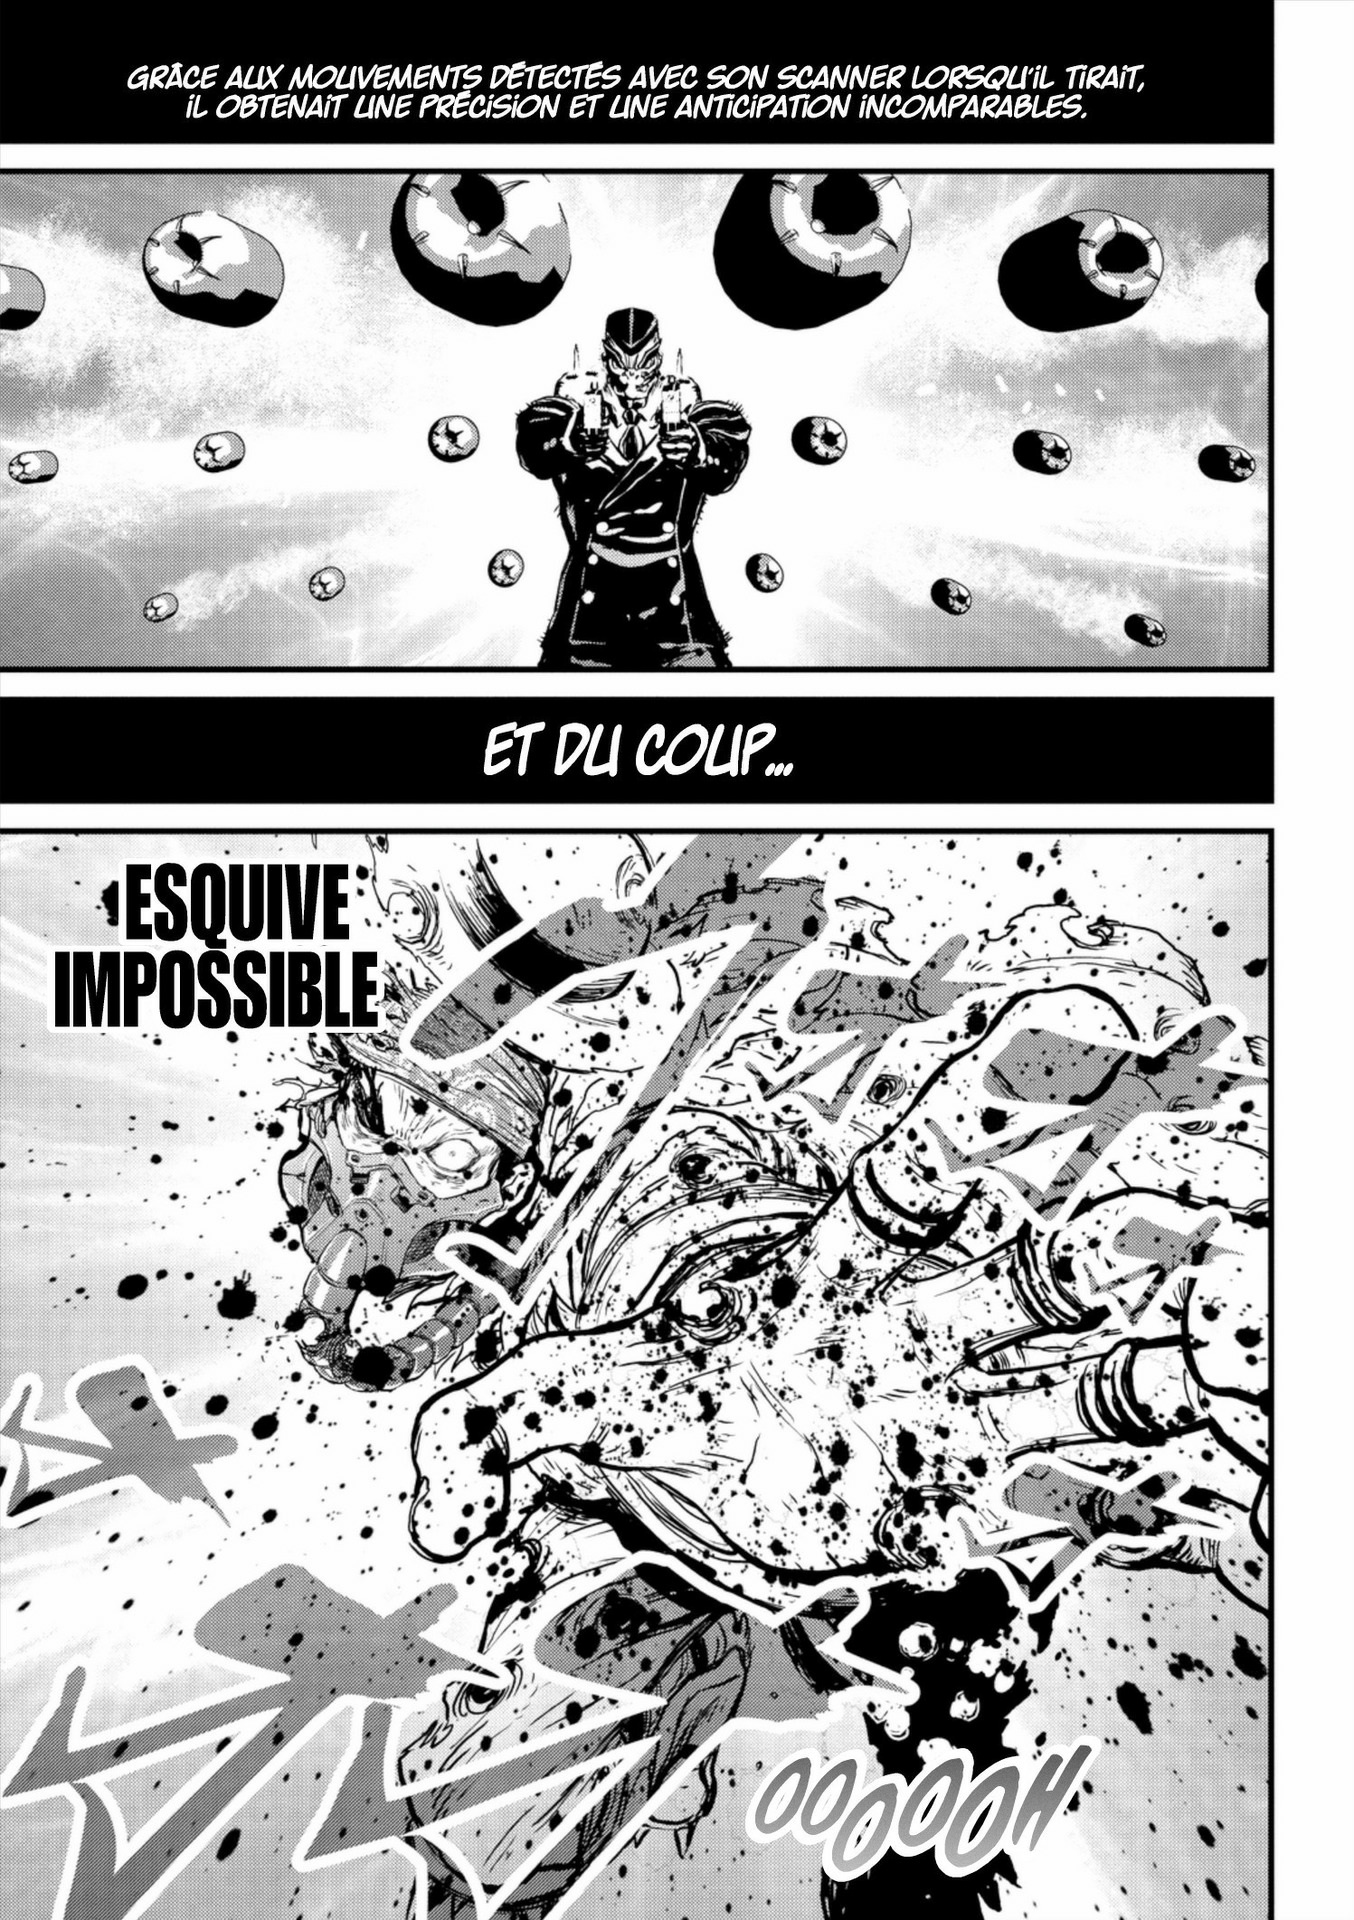 GRÂCE AUX MOUVEMENTS DÉTECTÉS AVEC SON SCANNER LORSQU'IL TIRAIT,
IL OBTENAIT UNE PRÉCISION ET UNE ANTICIPATION INCOMPARABLES.
ET DU COUP...
ESQUIVE
IMPOSSIBLE
OOOOOOH